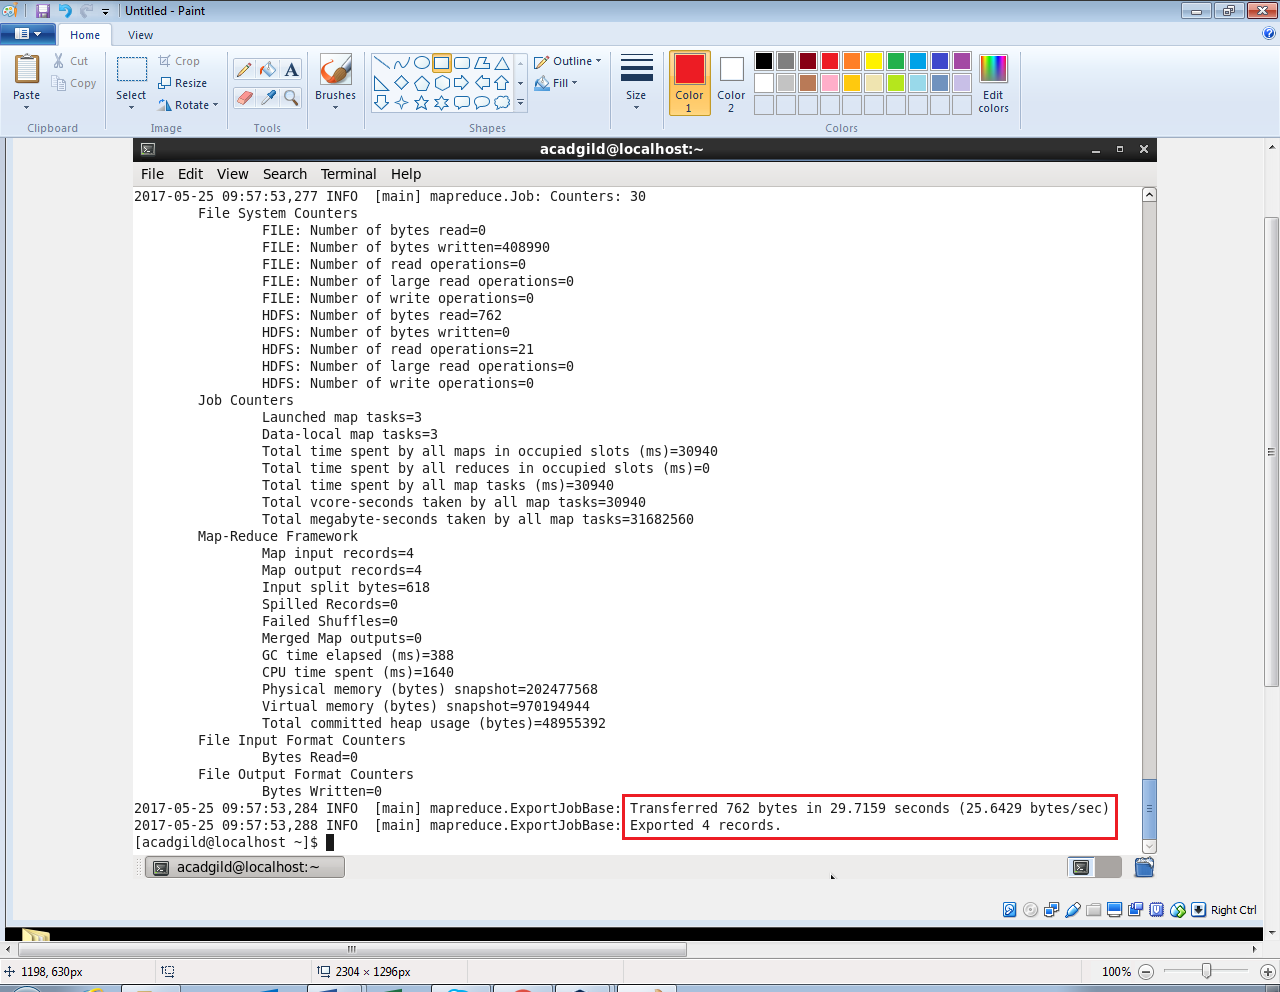 Untitled - Paint
Home
View
Paste
Cut
Copy
Clipboard
Select
Crop
Resize
Rotate
Image
Tools
Brushes
Outline
Fill
Shapes
Size
Color 1
Color 2
Edit colors
Colors
acadgild@localhost:~
File Edit View Search Terminal Help
2017-05-25 09:57:53,277 INFO  [main] mapreduce.Job: Counters: 30
File System Counters
FILE: Number of bytes read=0
FILE: Number of bytes written=408990
FILE: Number of read operations=0
FILE: Number of large read operations=0
FILE: Number of write operations=0
HDFS: Number of bytes read=762
HDFS: Number of bytes written=0
HDFS: Number of read operations=21
HDFS: Number of large read operations=0
HDFS: Number of write operations=0
Job Counters
Launched map tasks=3
Data-local map tasks=3
Total time spent by all maps in occupied slots (ms)=30940
Total time spent by all reduces in occupied slots (ms)=0
Total time spent by all map tasks (ms)=30940
Total vcore-seconds taken by all map tasks=30940
Total megabyte-seconds taken by all map tasks=31682560
Map-Reduce Framework
Map input records=4
Map output records=4
Input split bytes=618
Spilled Records=0
Failed Shuffles=0
Merged Map outputs=0
GC time elapsed (ms)=388
CPU time spent (ms)=1640
Physical memory (bytes) snapshot=202477568
Virtual memory (bytes) snapshot=970194944
Total committed heap usage (bytes)=48955392
File Input Format Counters
Bytes Read=0
File Output Format Counters
Bytes Written=0
2017-05-25 09:57:53,284 INFO  [main] mapreduce.ExportJobBase: Transferred 762 bytes in 29.7159 seconds (25.6429 bytes/sec)
2017-05-25 09:57:53,288 INFO  [main] mapreduce.ExportJobBase: Exported 4 records.
[acadgild@localhost ~]$
acadgild@localhost:~
Right Ctrl
1198, 630px
2304 × 1296px
100%